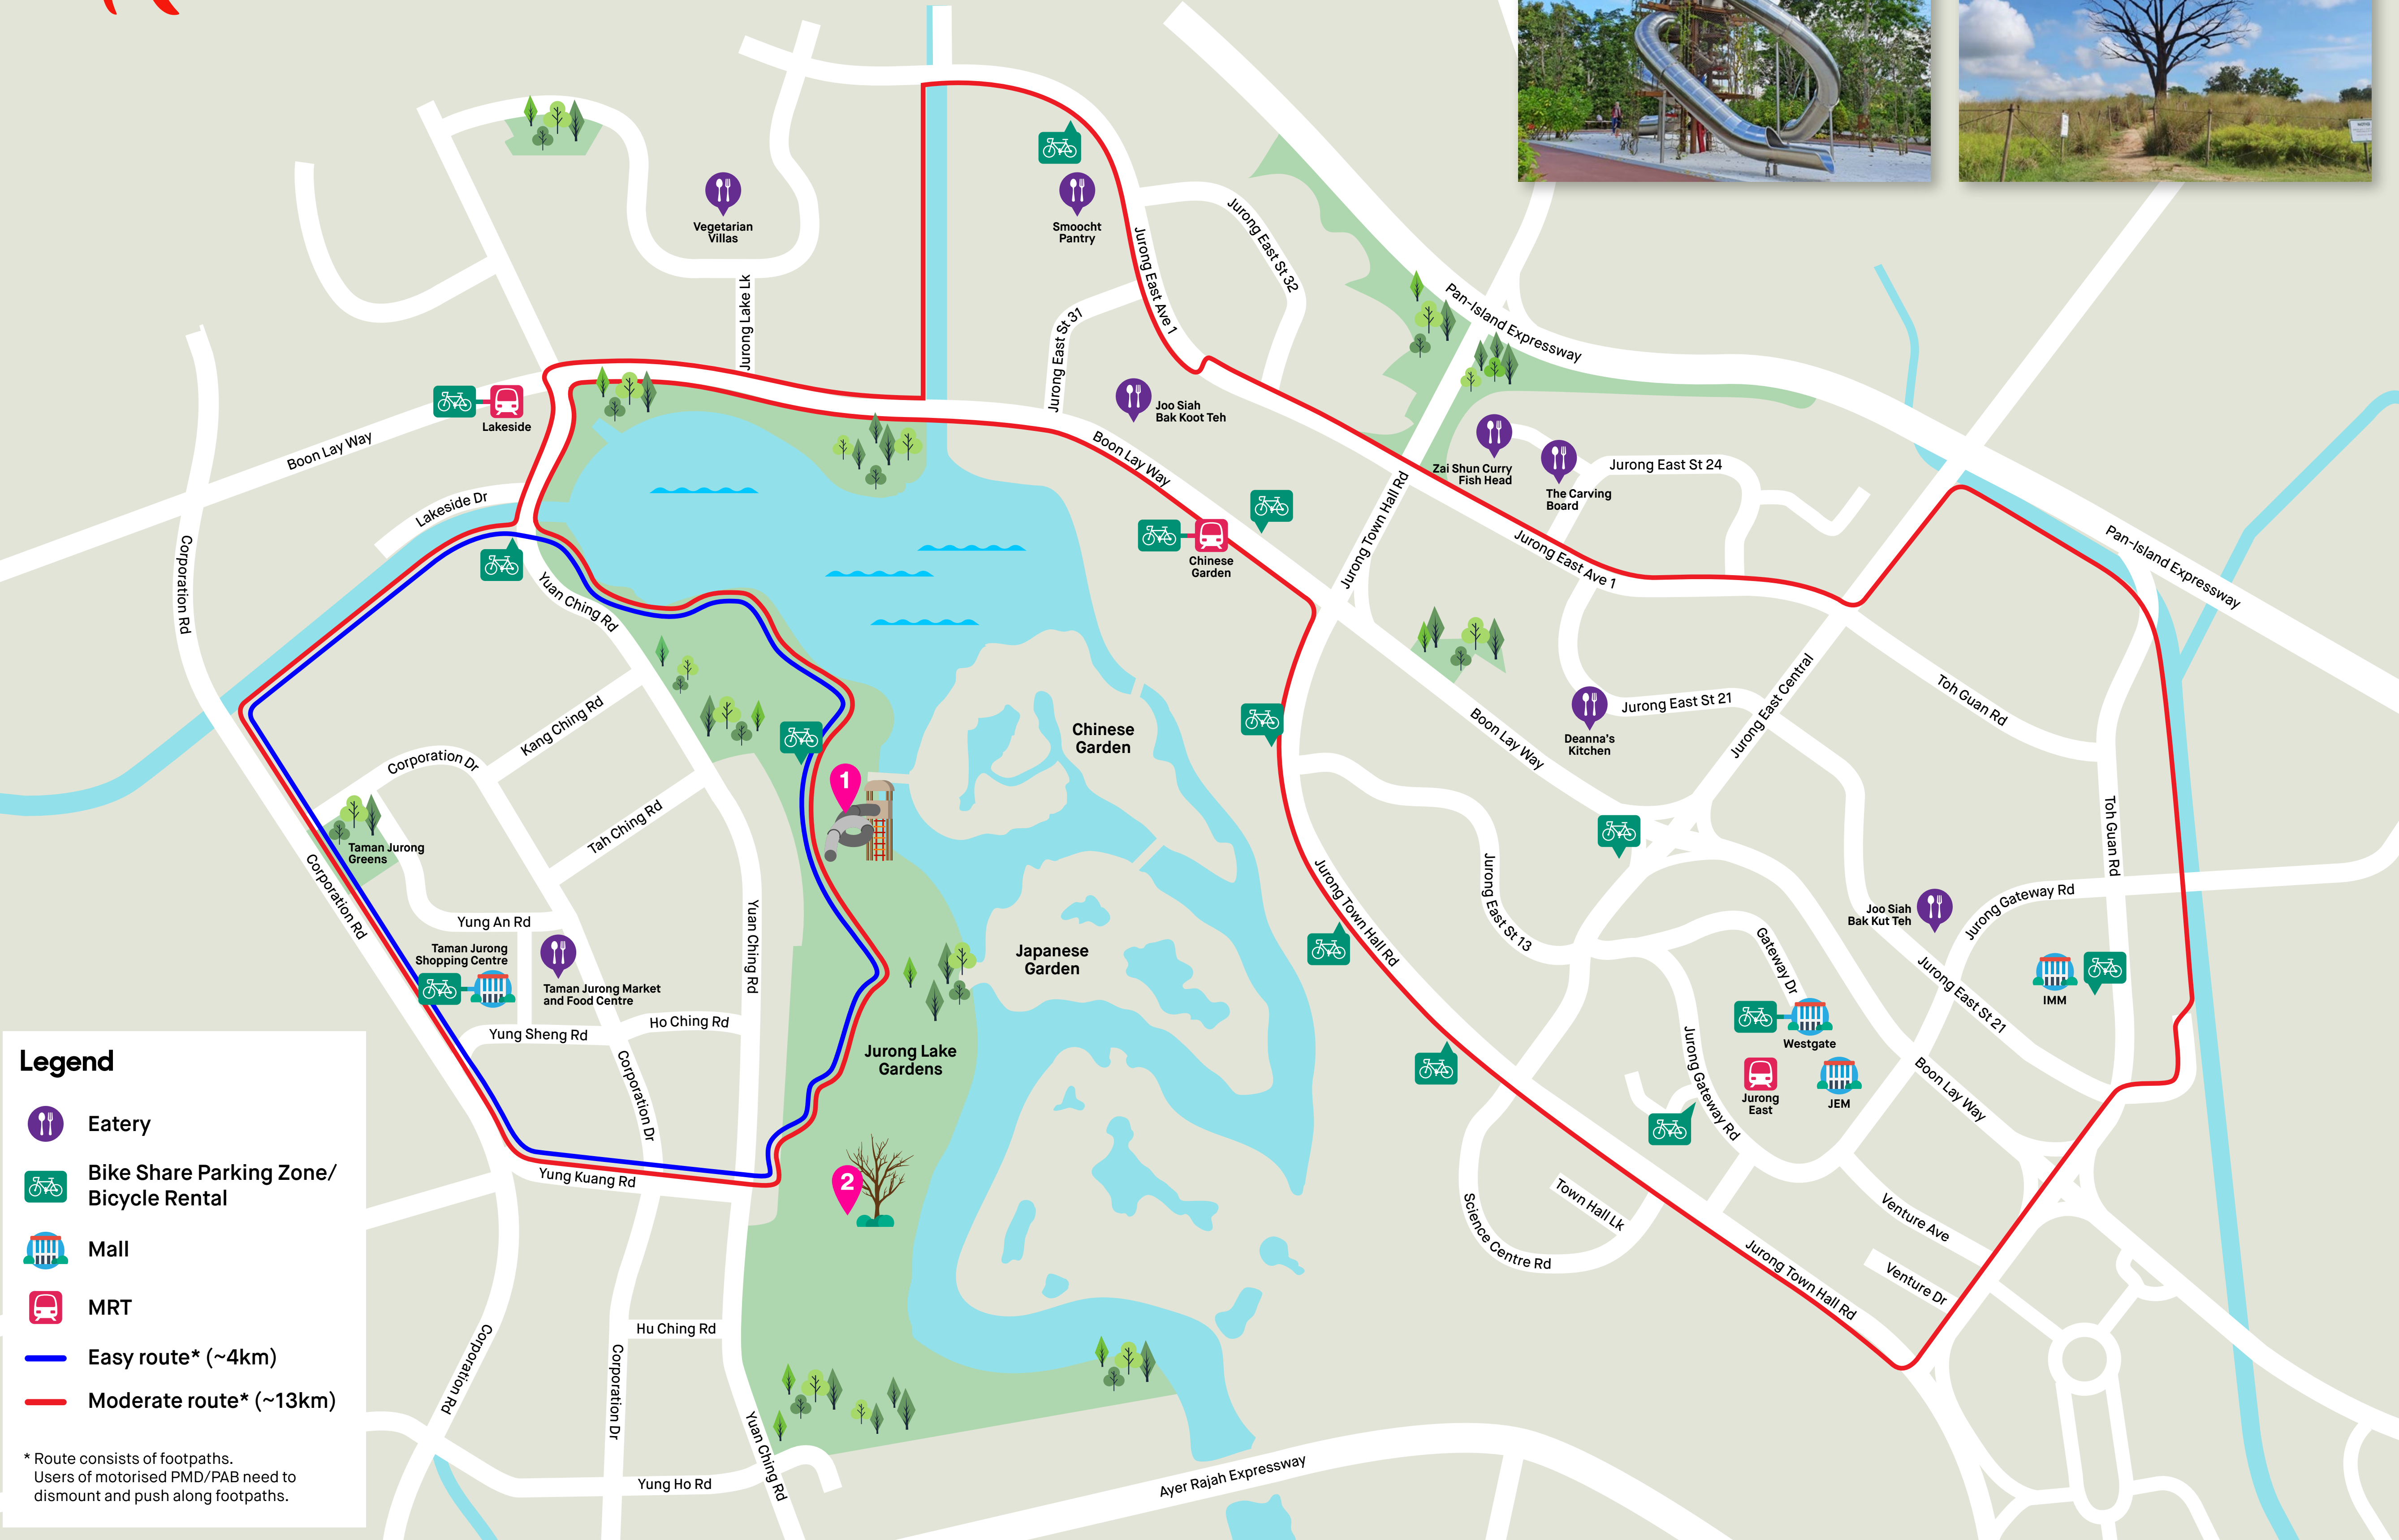 Vegetarian
Villas
Smoocht
Pantry
Jurong East St 32
Jurong East Ave 1
Jurong Lake Lk
Jurong East St 31
Pan-Island Expressway
Joo Siah
Bak Koot Teh
Lakeside
Boon Lay Way
Boon Lay Way
Zai Shun Curry
Fish Head
The Carving
Board
Jurong East St 24
Lakeside Dr
Jurong Town Hall Rd
Jurong East Ave 1
Pan-Island Expressway
Corporation Rd
Chinese
Garden
Yuan Ching Rd
Kang Ching Rd
Corporation Dr
Chinese
Garden
Deanna's
Kitchen
Jurong East St 21
Jurong East Central
Toh Guan Rd
Boon Lay Way
1
Tah Ching Rd
Taman Jurong
Greens
Corporation Rd
Jurong Town Hall Rd
Jurong East St 13
Toh Guan Rd
Jurong Gateway Rd
Joo Siah
Bak Kut Teh
Yung An Rd
Taman Jurong
Shopping Centre
Taman Jurong Market
and Food Centre
Yuan Ching Rd
Japanese
Garden
Gateway Dr
Jurong East St 21
IMM
Westgate
Yung Sheng Rd
Ho Ching Rd
Corporation Dr
Jurong Lake
Gardens
Jurong Gateway Rd
Jurong
East
JEM
Boon Lay Way
Yung Kuang Rd
2
Science Centre Rd
Town Hall Lk
Venture Ave
Jurong Town Hall Rd
Venture Dr
Hu Ching Rd
Corporation Rd
Corporation Dr
Yuan Ching Rd
Yung Ho Rd
Ayer Rajah Expressway
Legend
Eatery
Bike Share Parking Zone/
Bicycle Rental
Mall
MRT
Easy route* (~4km)
Moderate route* (~13km)
* Route consists of footpaths.
Users of motorised PMD/PAB need to
dismount and push along footpaths.